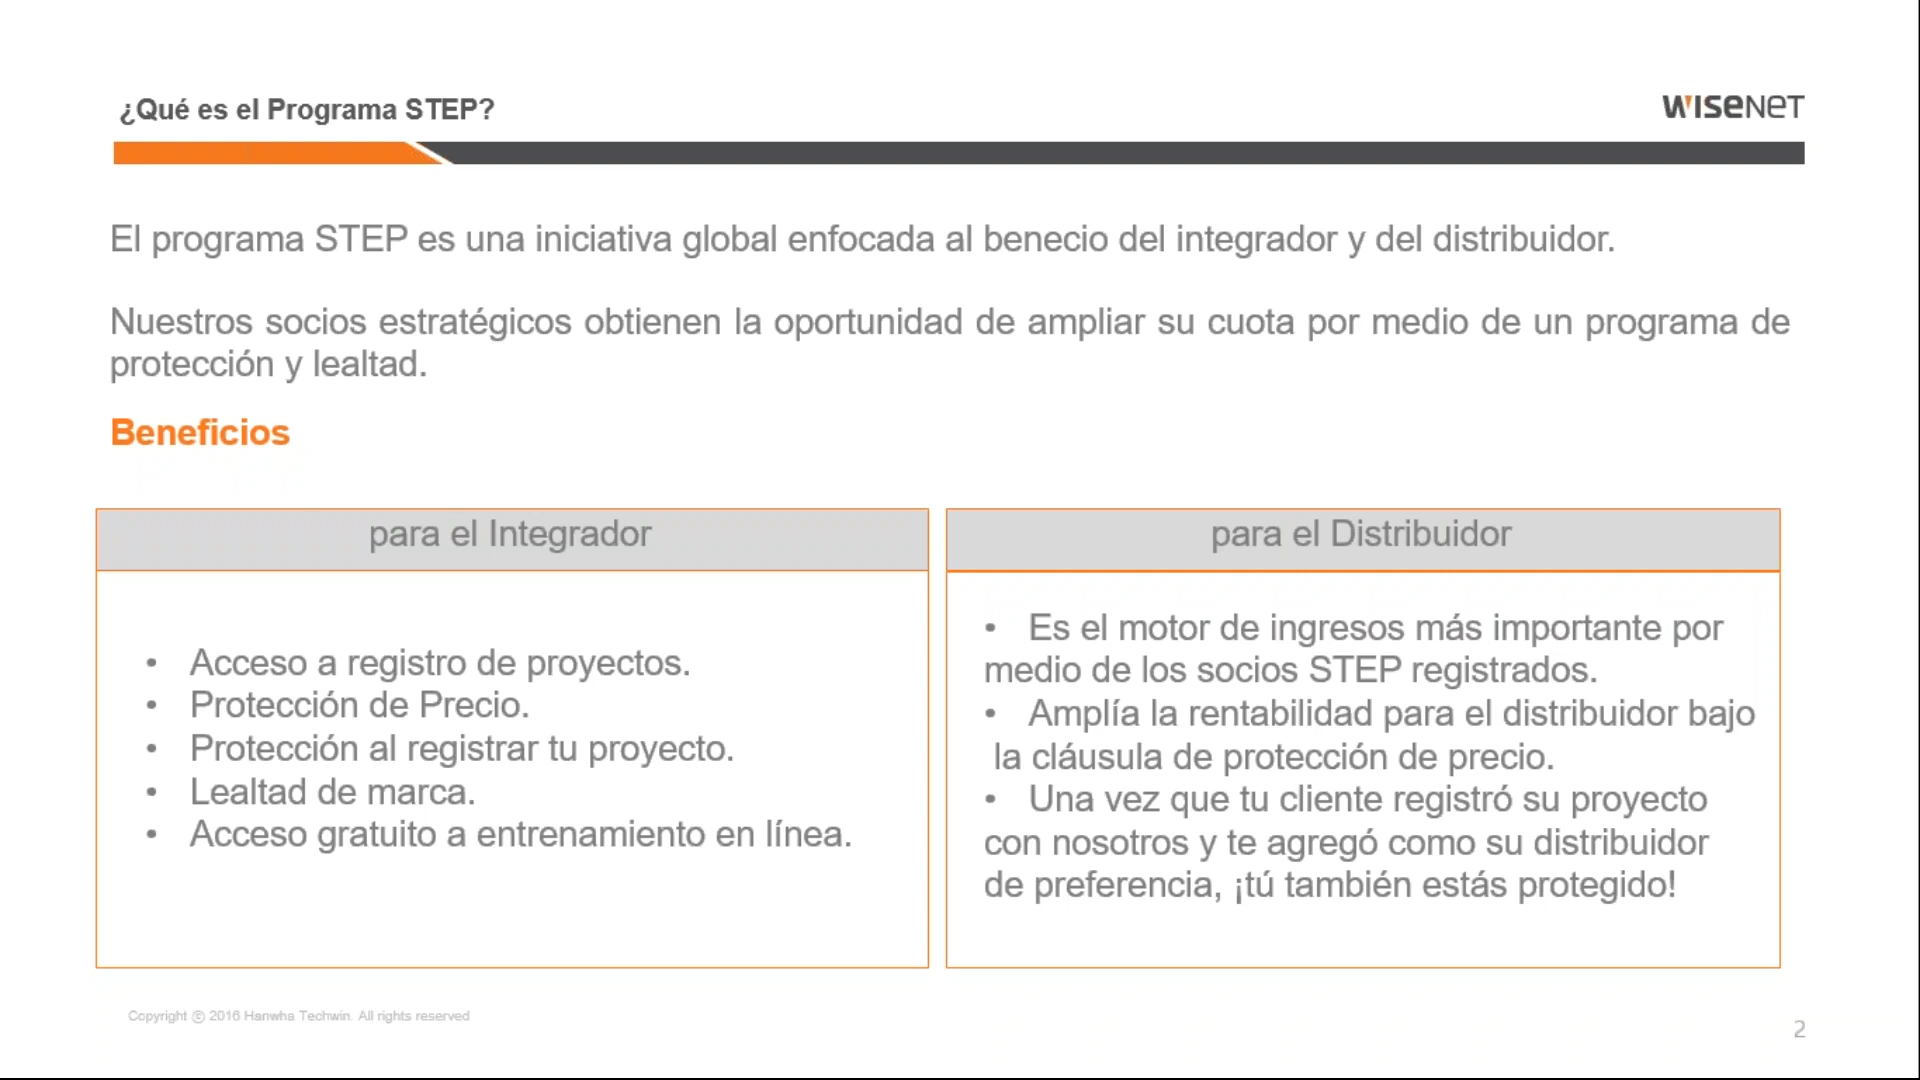 ¿Qué es el Programa STEP?
WISENET
El programa STEP es una iniciativa global enfocada al benecio del integrador y del distribuidor.
Nuestros socios estratégicos obtienen la oportunidad de ampliar su cuota por medio de un programa de
protección y lealtad.
Beneficios
para el Integrador
• Acceso a registro de proyectos.
• Protección de Precio.
• Protección al registrar tu proyecto.
• Lealtad de marca.
• Acceso gratuito a entrenamiento en línea.
para el Distribuidor
• Es el motor de ingresos más importante por
medio de los socios STEP registrados.
• Amplía la rentabilidad para el distribuidor bajo
la cláusula de protección de precio.
• Una vez que tu cliente registró su proyecto
con nosotros y te agregó como su distribuidor
de preferencia, ¡tú también estás protegido!
Copyright ⓒ 2016 Hanwha Techwin. All rights reserved
2